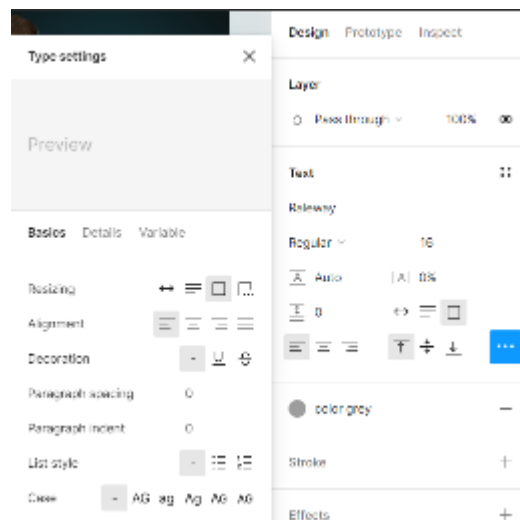 Type settings
Preview
Basics Details Variable
Resizing
Alignment
Decoration -
Paragraph spacing 0
Paragraph indent 0
List style -
Case - AG ag Ag AG AG
Design Prototype Inspect
Layer
Pass through 100%
Text
Raleway
Regular 16
A Auto |A| 0%
0
color grey
Stroke
Effects